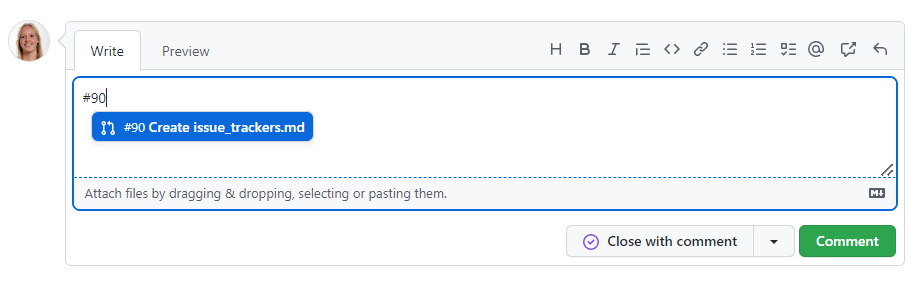 Write Preview H B I @
#90
#90 Create issue_trackers.md
Attach files by dragging & dropping, selecting or pasting them.
Close with comment Comment